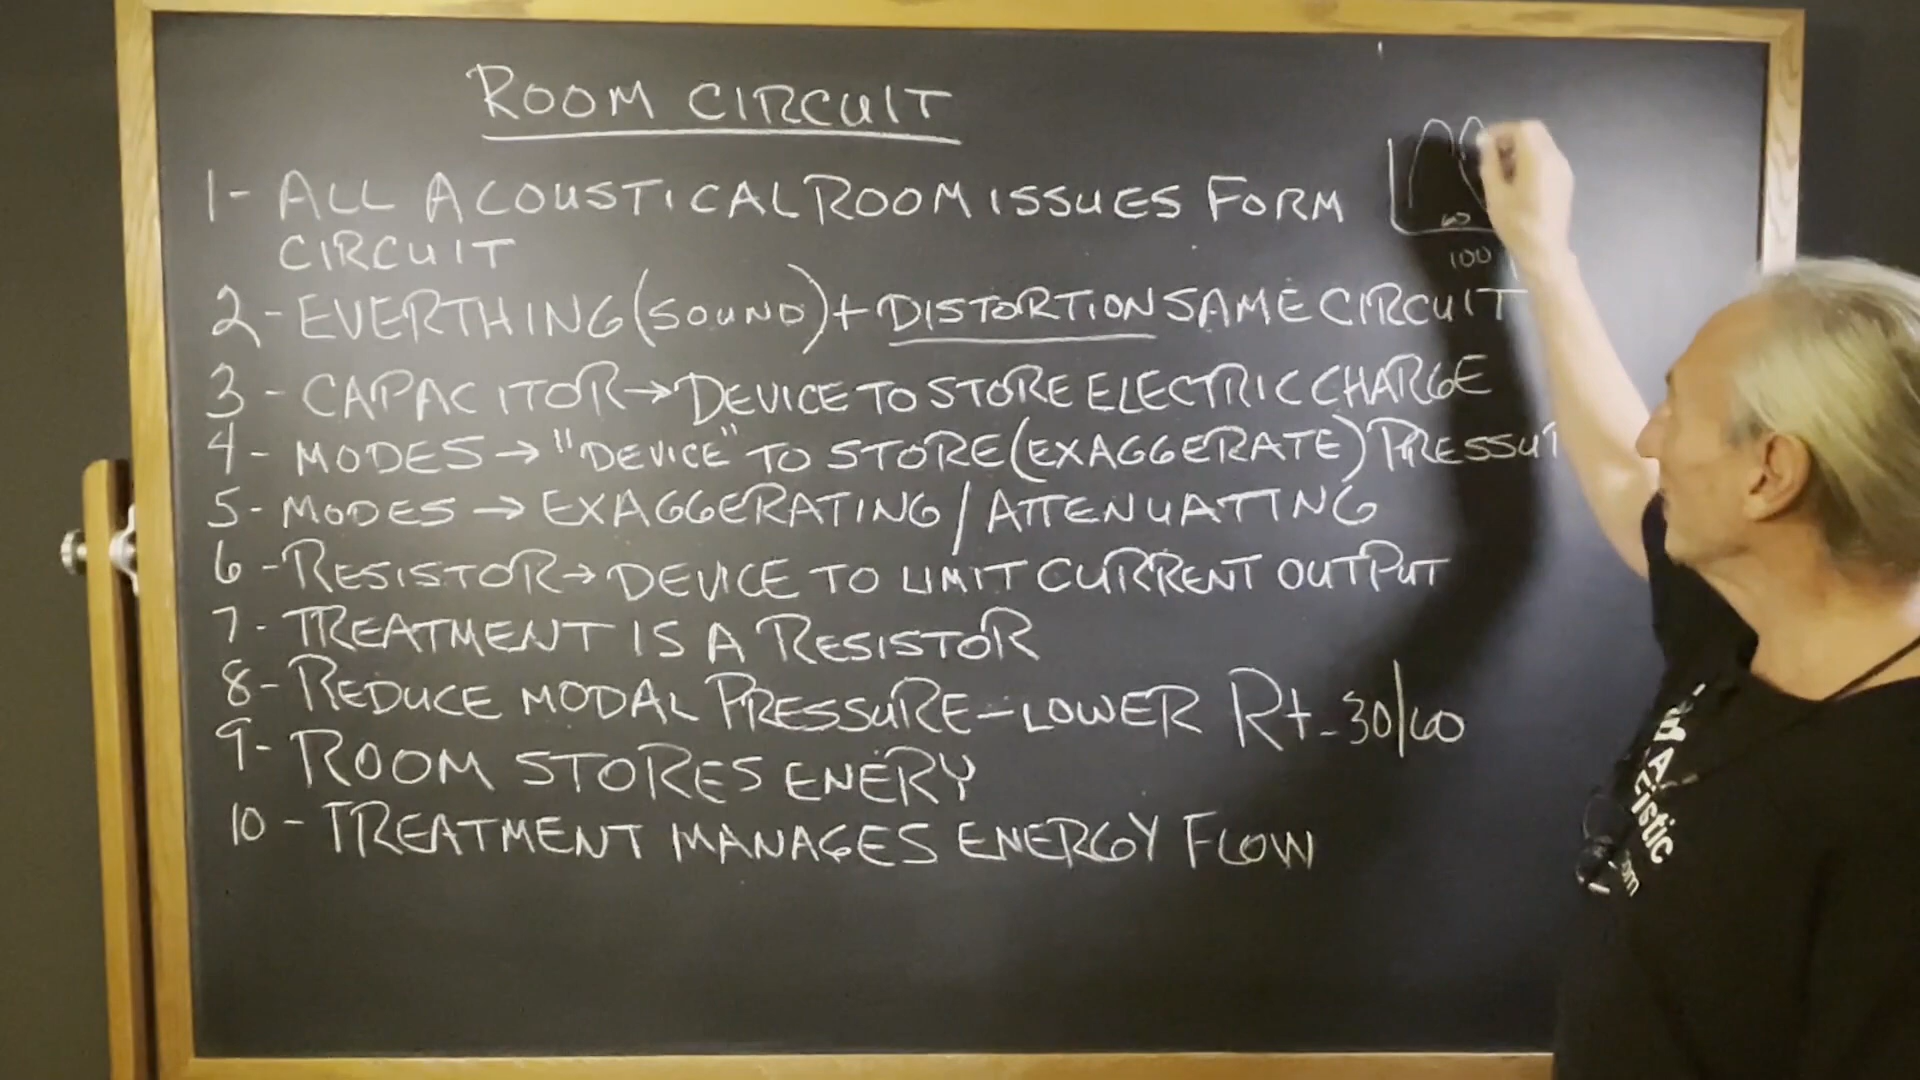 ROOM CIRCUIT
1- ALL ACOUSTICAL ROOM ISSUES FORM
CIRCUIT
2- EVERTHING (SOUND) + DISTORTION SAME CIRCUIT
3- CAPACITOR → DEVICE TO STORE ELECTRIC CHARGE
4- MODES → "DEVICE" TO STORE (EXAGGERATE)
5- MODES → EXAGGERATING / ATTENUATING
6- RESISTOR → DEVICE TO LIMIT CURRENT OUTPUT
7- TREATMENT IS A RESISTOR
8- REDUCE MODAL PRESSURE - LOWER Rt-30/60
9- ROOM STORES ENERY
10- TREATMENT MANAGES ENERGY FLOW
100